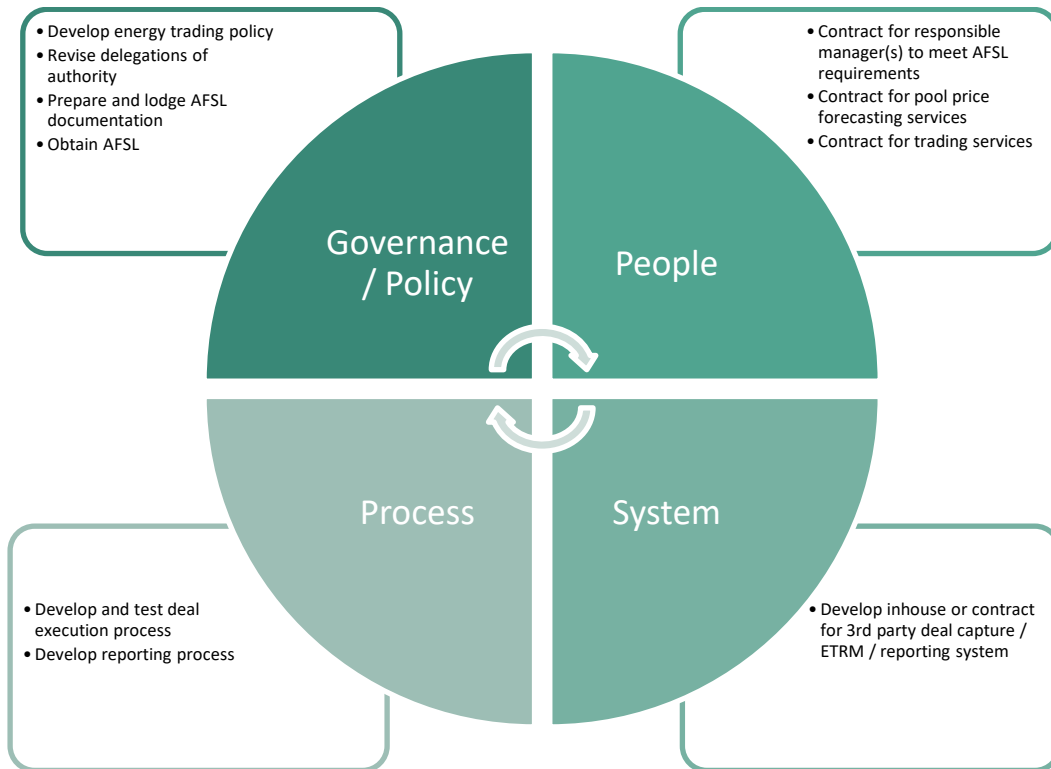 • Develop energy trading policy
• Revise delegations of
authority
• Prepare and lodge AFSL
documentation
• Obtain AFSL
• Contract for responsible
manager(s) to meet AFSL
requirements
• Contract for pool price
forecasting services
• Contract for trading services
Governance
/ Policy
People
Process
System
• Develop and test deal
execution process
• Develop reporting process
• Develop inhouse or contract
for 3rd party deal capture /
ETRM / reporting system